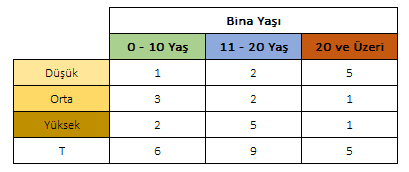 Bina Yaşı
0 - 10 Yaş 11 - 20 Yaş 20 ve Üzeri
Düşük 1 2 5
Orta 3 2 1
Yüksek 2 5 1
T 6 9 5